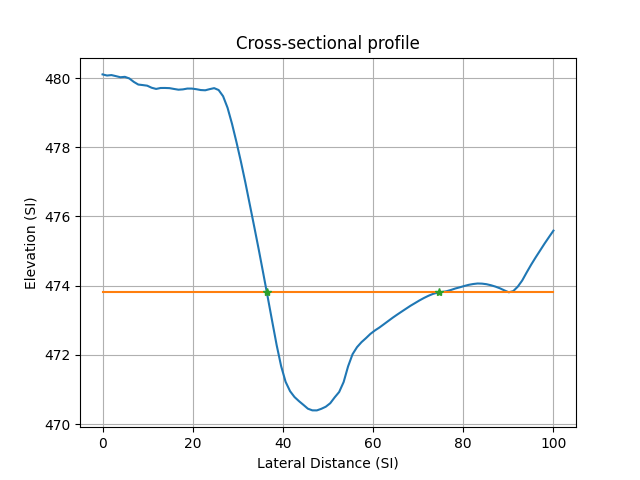 Cross-sectional profile
Elevation (SI)
480
478
476
474
472
470
0 20 40 60 80 100
Lateral Distance (SI)